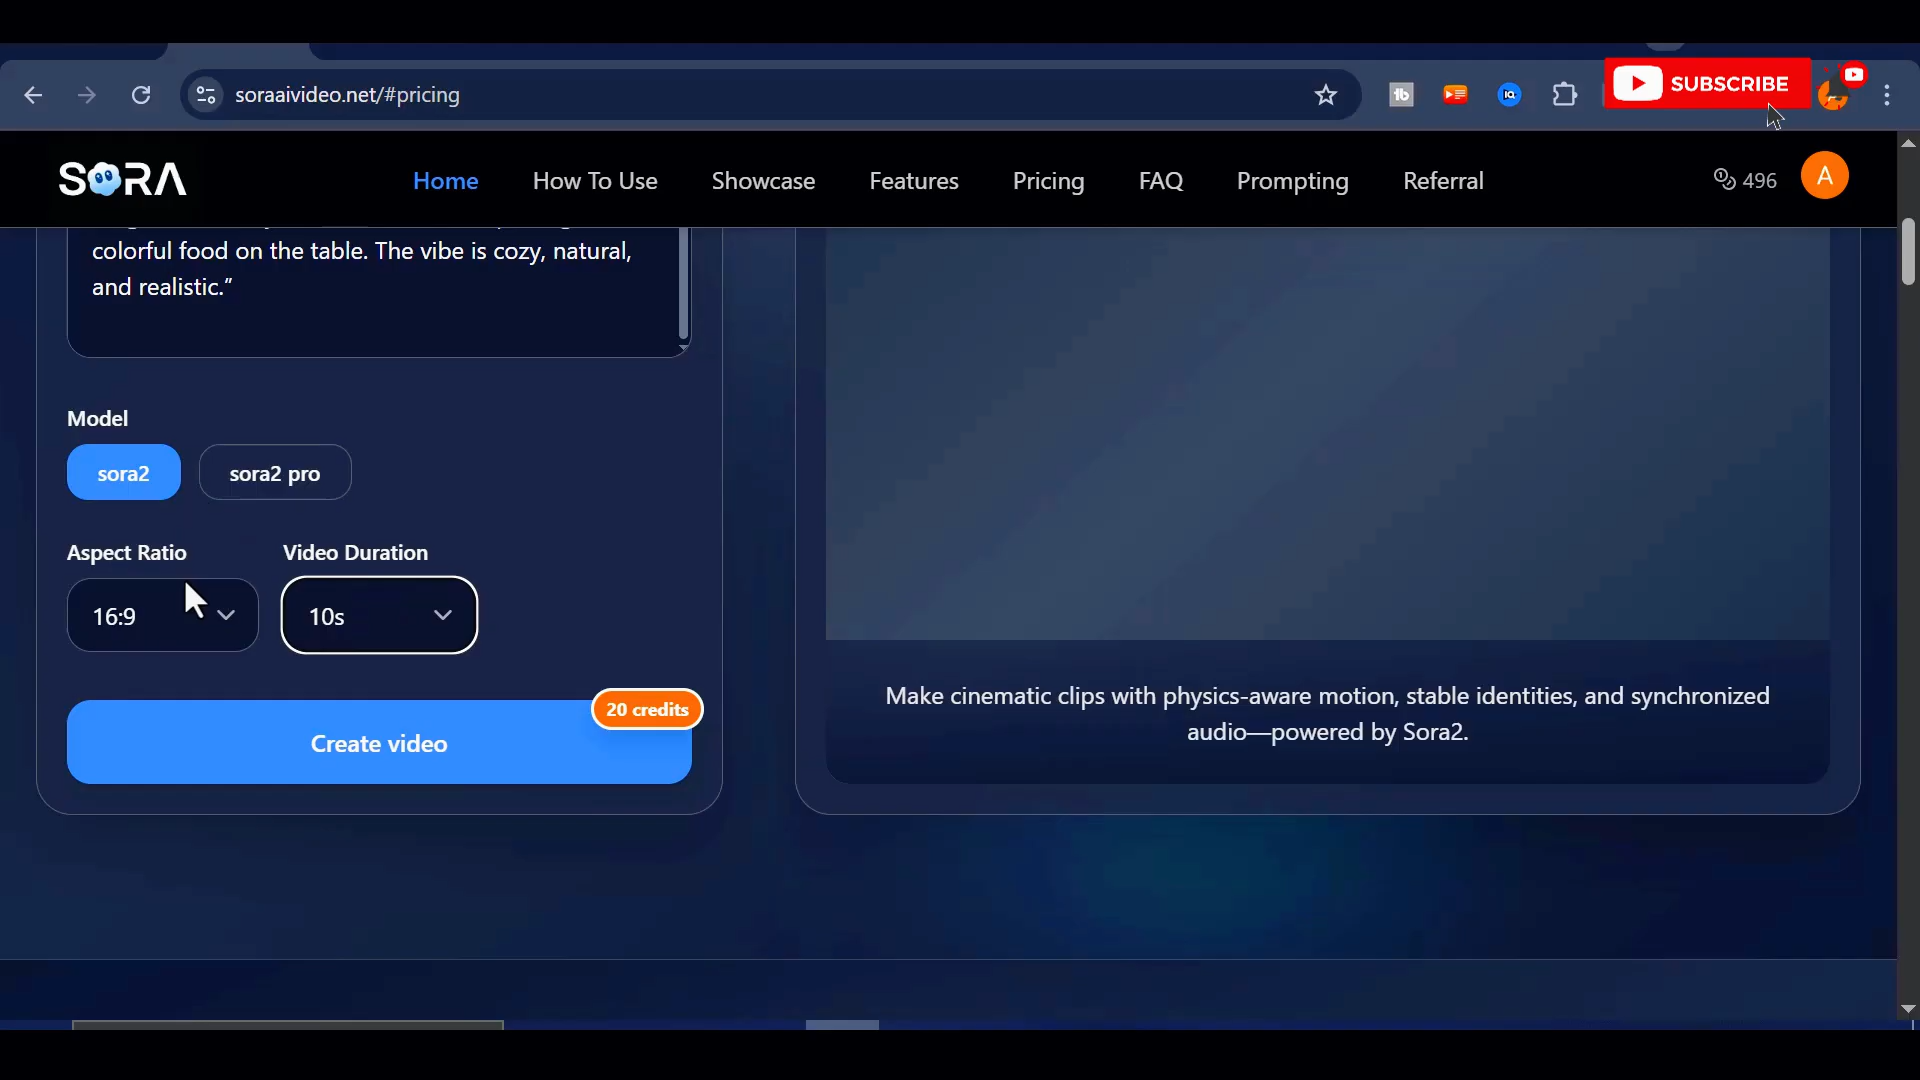 soraaivideo.net/#pricing
SUBSCRIBE
SORA
Home
How To Use
Showcase
Features
Pricing
FAQ
Prompting
Referral
496
A
colorful food on the table. The vibe is cozy, natural,
and realistic.”
Model
sora2
sora2 pro
Aspect Ratio
Video Duration
16:9
10s
20 credits
Create video
Make cinematic clips with physics-aware motion, stable identities, and synchronized
audio—powered by Sora2.